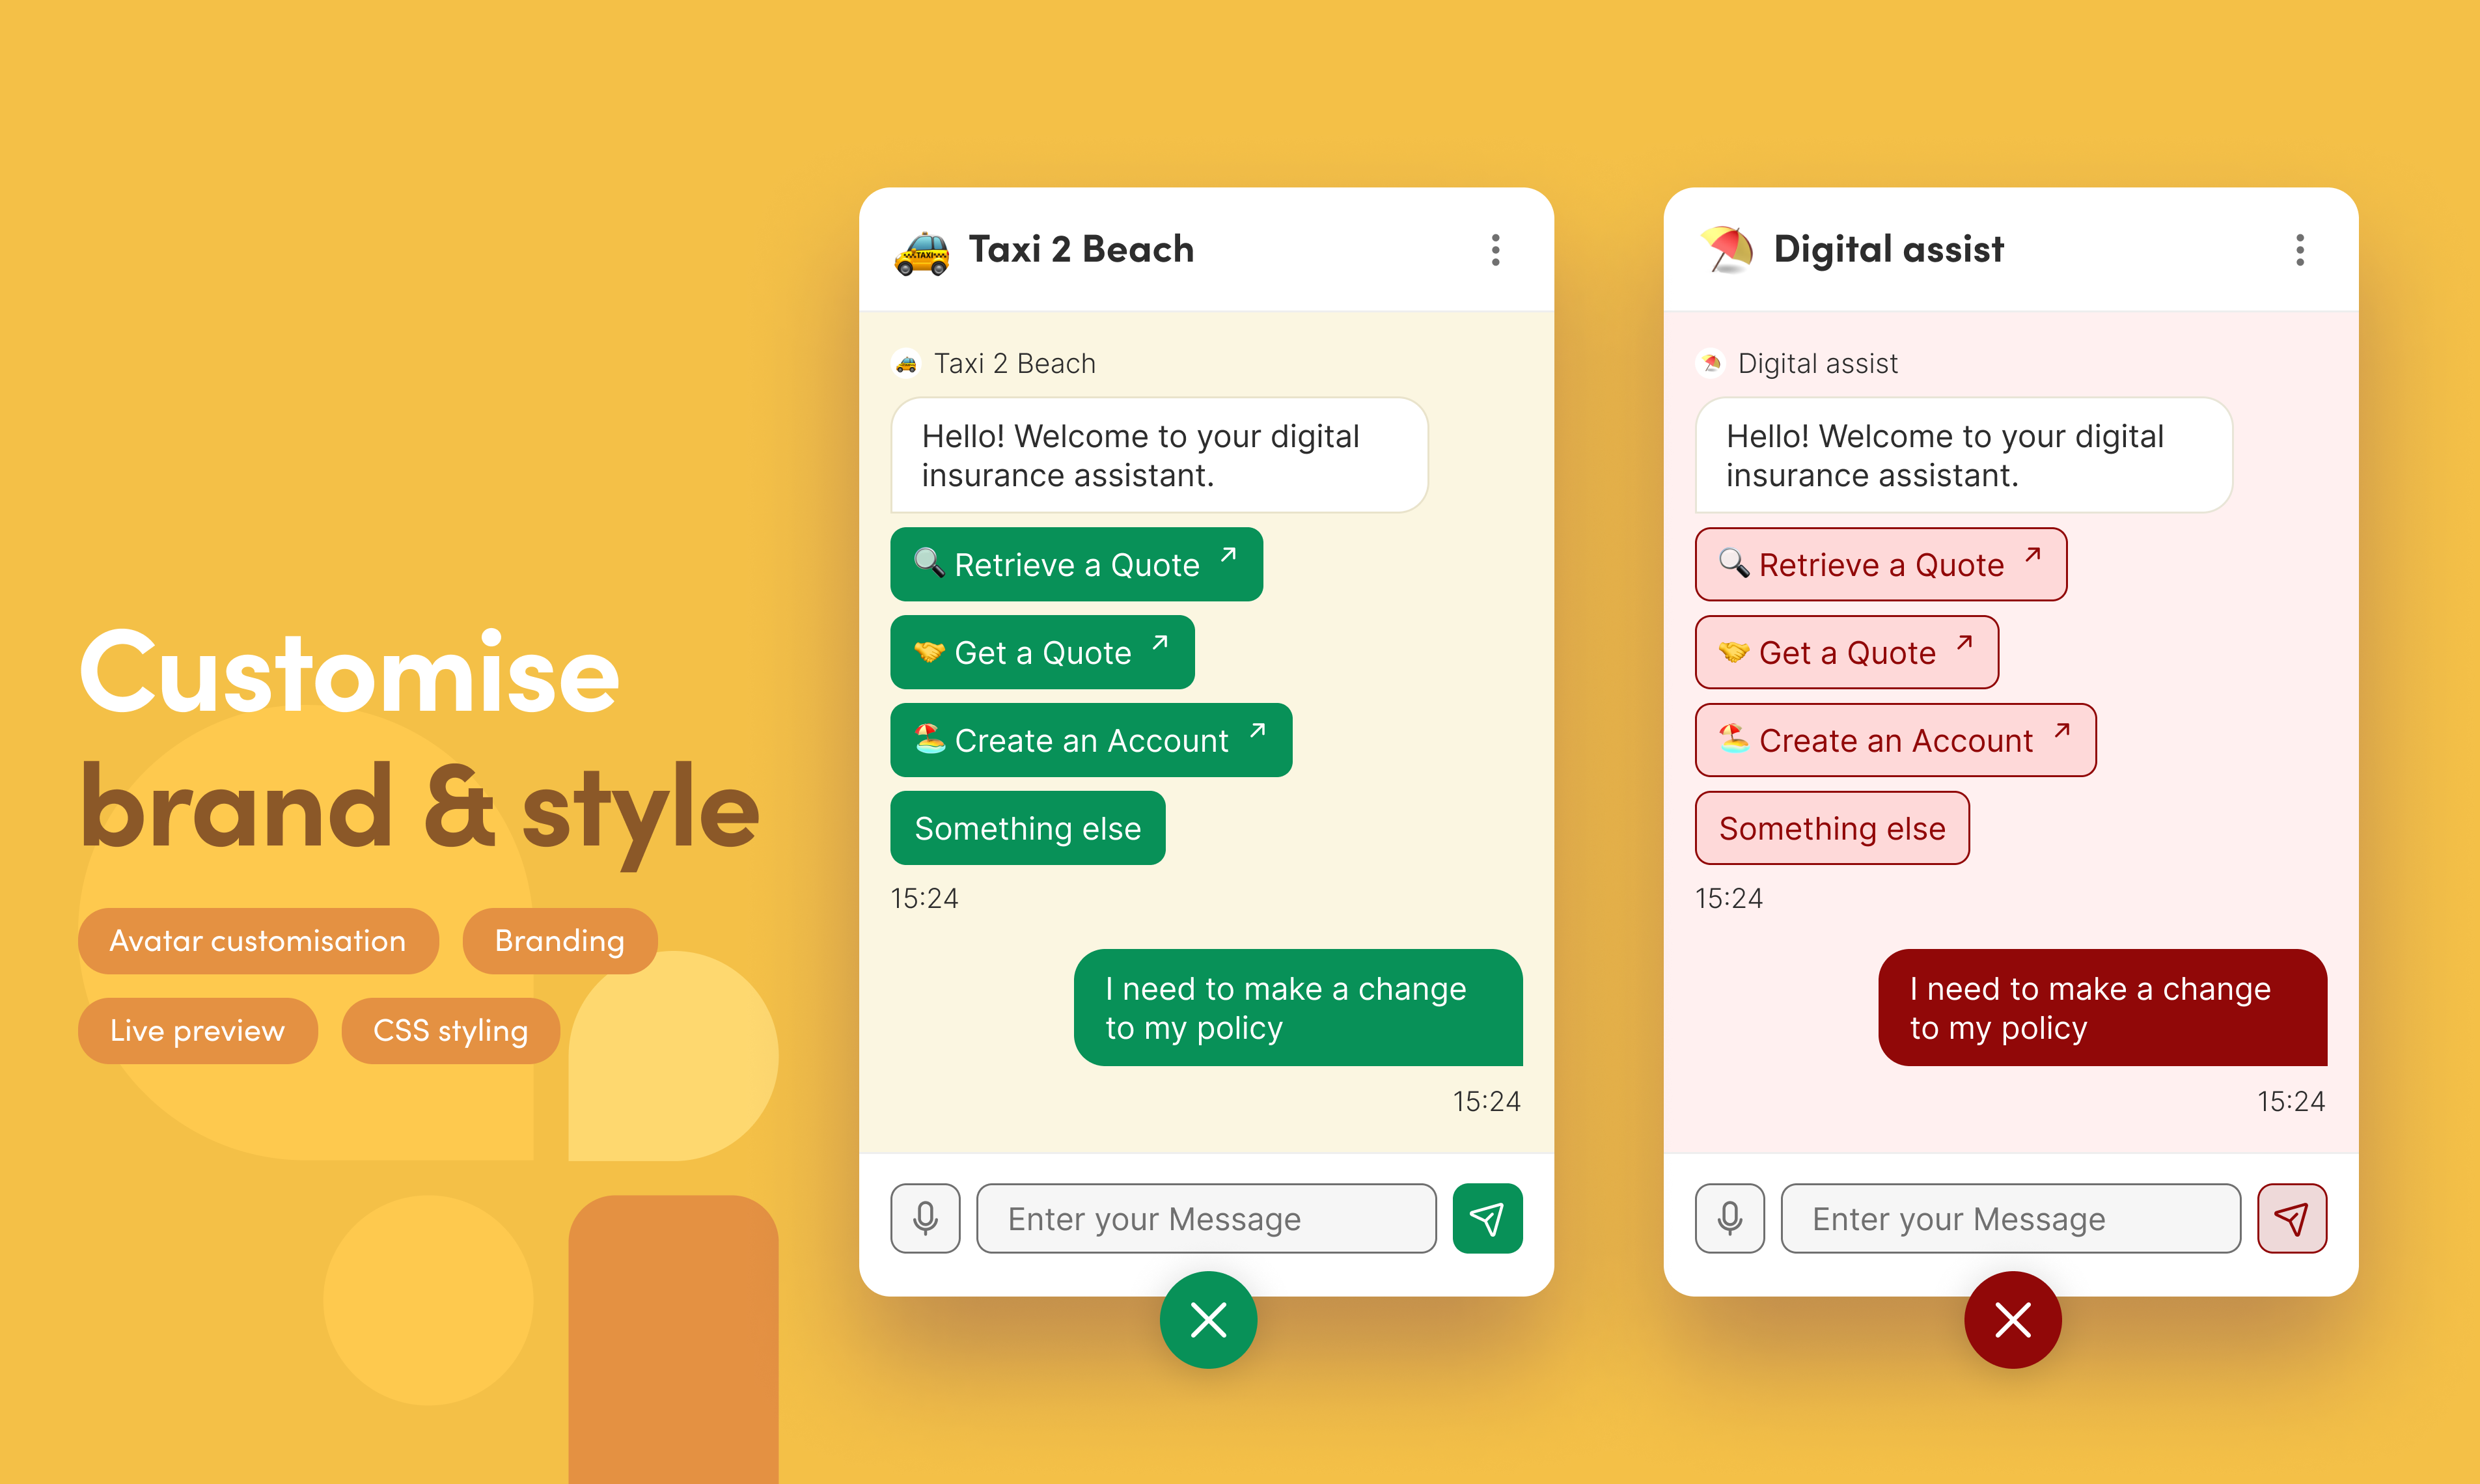 Customise
brand & style
Avatar customisation
Branding
Live preview
CSS styling
TAXI
Taxi 2 Beach
Taxi 2 Beach
Hello! Welcome to your digital
insurance assistant.
Retrieve a Quote
Get a Quote
Create an Account
Something else
15:24
I need to make a change
to my policy
15:24
Enter your Message
Digital assist
Digital assist
Hello! Welcome to your digital
insurance assistant.
Retrieve a Quote
Get a Quote
Create an Account
Something else
15:24
I need to make a change
to my policy
15:24
Enter your Message